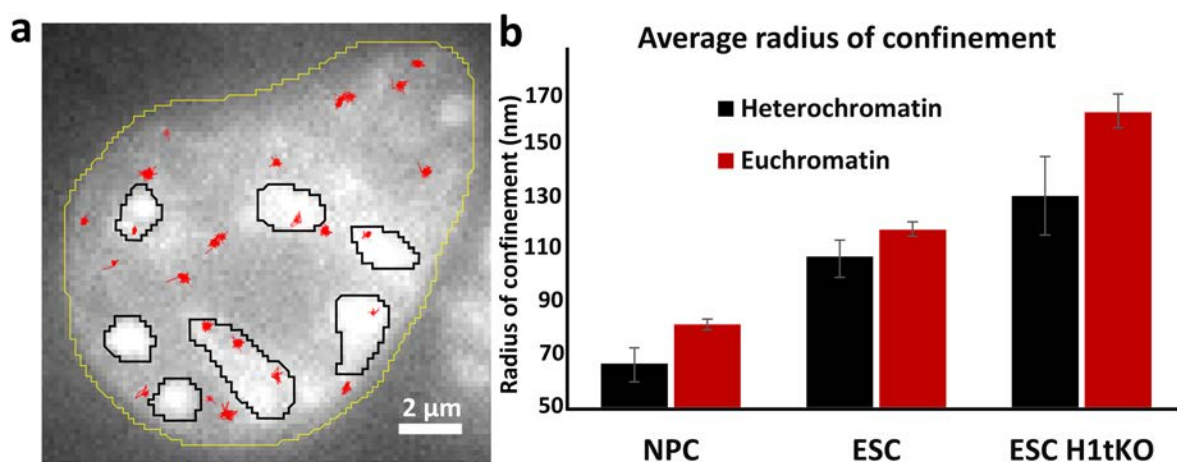 a
2 μm
b
Average radius of confinement
Radius of confinement (nm)
170
150
130
110
90
70
50
Heterochromatin
Euchromatin
NPC
ESC
ESC H1tKO